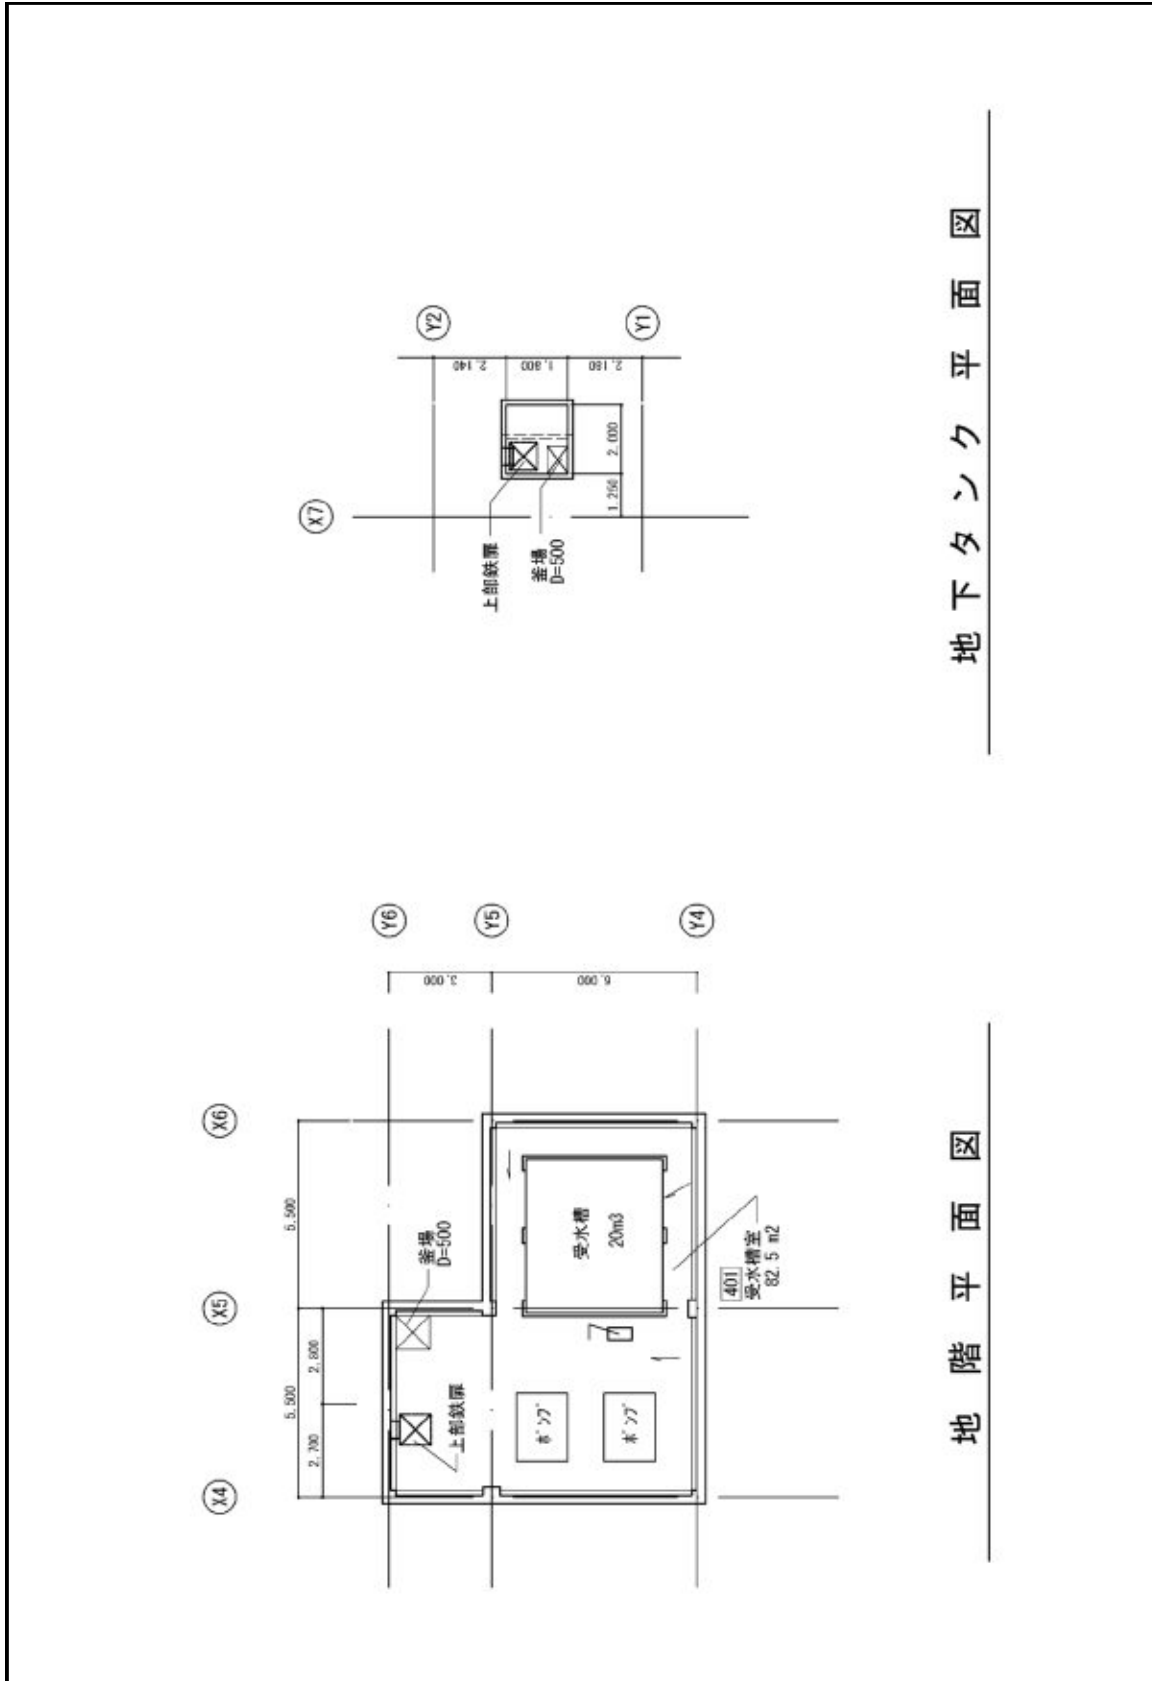 地階平面図
X4
X5
X6
5,500
5,500
2,700
2,800
Y6
Y5
Y4
3,000
6,000
上部鉄扉
釜場
D=500
ポンプ
ポンプ
受水槽
20m3
401
受水槽室
82.5 m2
地下タンク平面図
X7
Y2
Y1
2,140
1,800
2,180
1,250
2,000
上部鉄扉
釜場
D=500